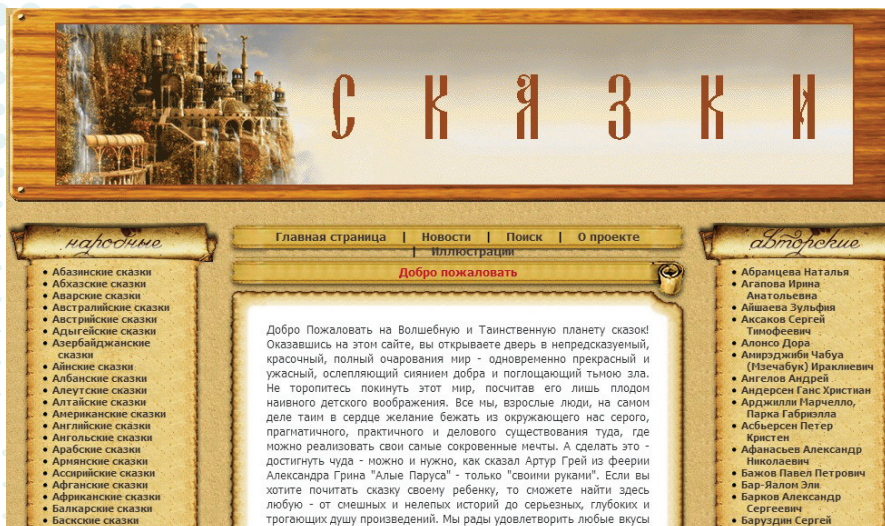 СКАЗКИ
народные
Абазинские сказки
Абхазские сказки
Аварские сказки
Австралийские сказки
Австрийские сказки
Адыгейские сказки
Азербайджанские
сказки
Айнские сказки
Албанские сказки
Алеутские сказки
Алтайские сказки
Американские сказки
Английские сказки
Ангольские сказки
Арабские сказки
Армянские сказки
Ассирийские сказки
Афганские сказки
Африканские сказки
Балкарские сказки
Баскские сказки
Главная страница | Новости | Поиск | О проекте
| Иллюстрации
Добро пожаловать
Добро Пожаловать на Волшебную и Таинственную планету сказок!
Оказавшись на этом сайте, вы открываете дверь в непредсказуемый,
красочный, полный очарования мир - одновременно прекрасный и
ужасный, ослепляющий сиянием добра и поглощающий тьмою зла.
Не торопитесь покинуть этот мир, посчитав его лишь плодом
наивного детского воображения. Все мы, взрослые люди, на самом
деле таим в сердце желание бежать из окружающего нас серого,
прагматичного, практичного и делового существования туда, где
можно реализовать свои самые сокровенные мечты. А сделать это -
достигнуть чуда - можно и нужно, как сказал Артур Грей из феерии
Александра Грина "Алые Паруса" - только "своими руками". Если вы
хотите почитать сказку своему ребенку, то сможете найти здесь
любую - от смешных и нелепых историй до серьезных, глубоких и
трогающих душу произведений. Мы рады удовлетворить любые вкусы
авторские
Абрамцева Наталья
Агапова Ирина
Анатольевна
Айшаева Зульфия
Аксаков Сергей
Тимофеевич
Алонсо Дора
Амирэджиби Чабуа
(Мзечабук) Ираклиевич
Ангелов Андрей
Андерсен Ганс Христиан
Арджилли Марчелло,
Парка Габриэлла
Асбьерсен Петер
Кристен
Афанасьев Александр
Николаевич
Бажов Павел Петрович
Бар-Яалом Эли
Барков Александр
Сергеевич
Баруздин Сергей